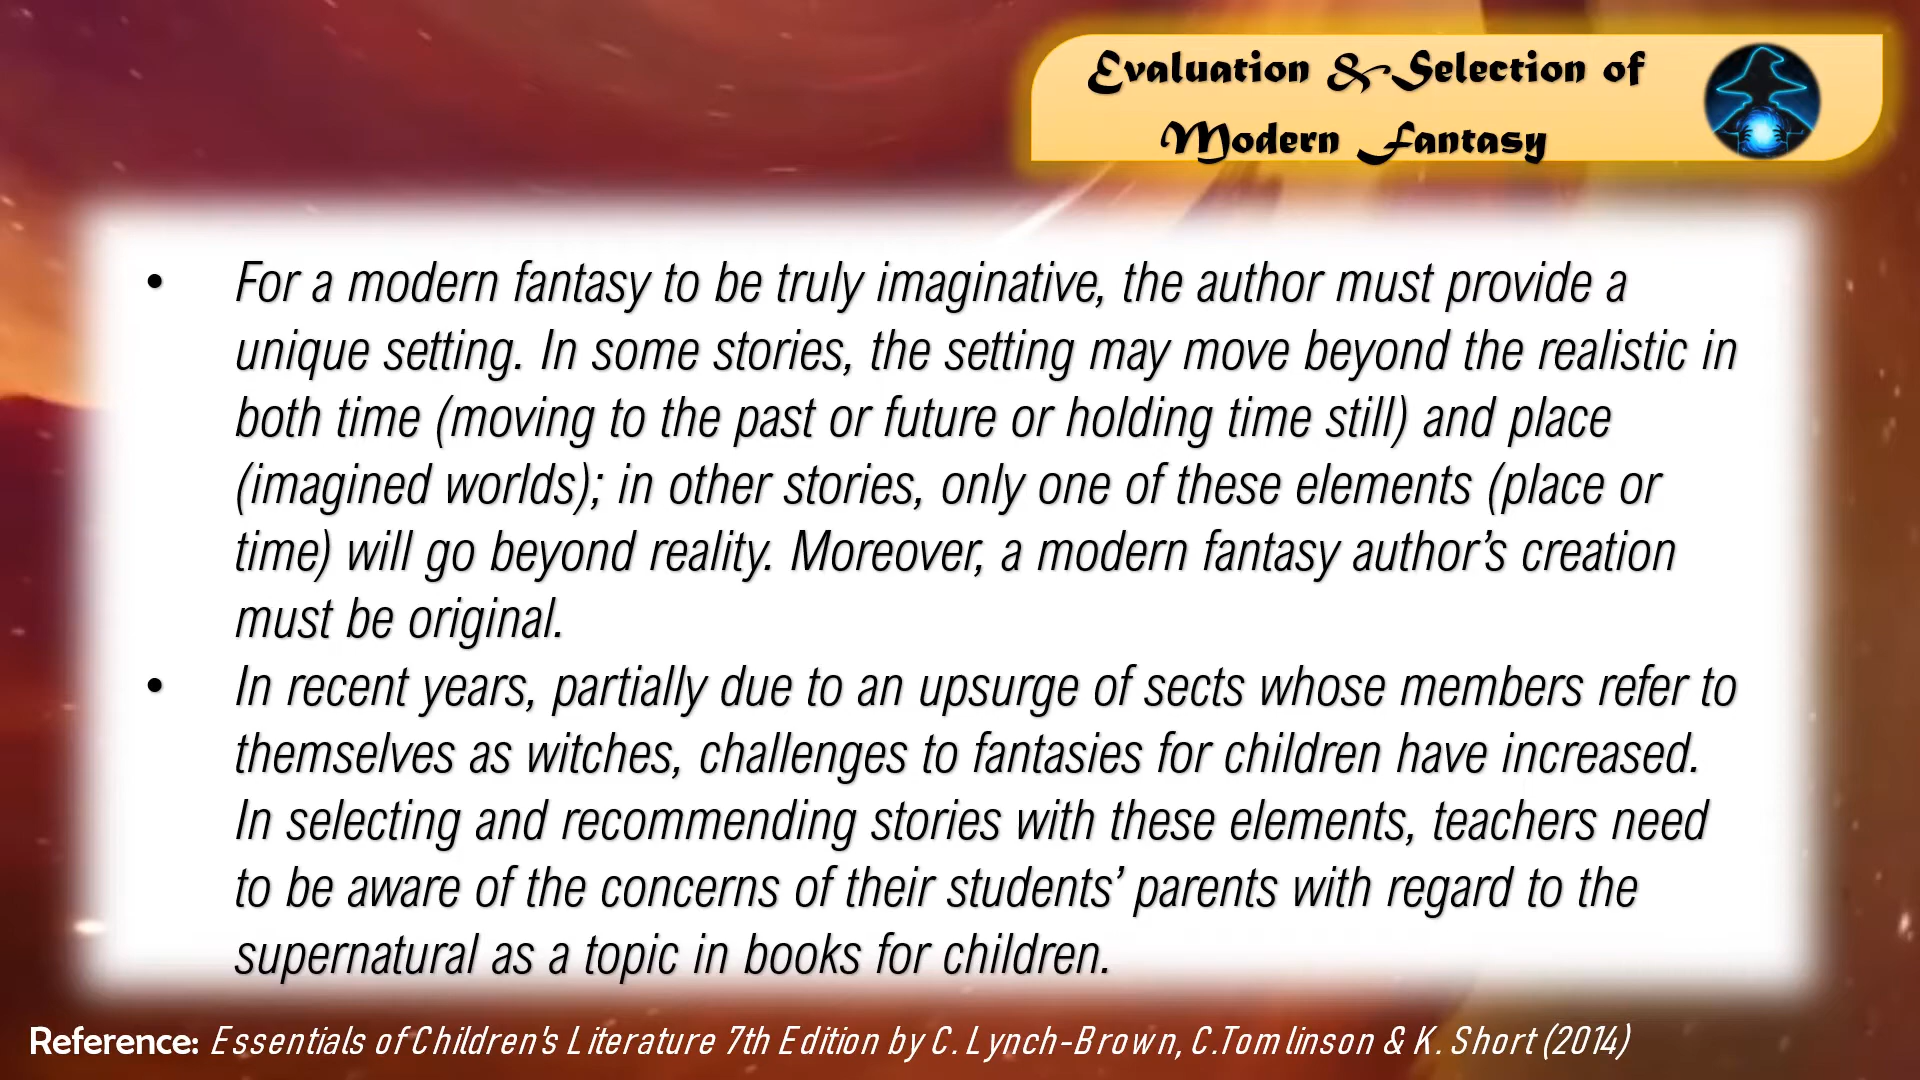 Evaluation & Selection of
Modern Fantasy
• For a modern fantasy to be truly imaginative, the author must provide a
unique setting. In some stories, the setting may move beyond the realistic in
both time (moving to the past or future or holding time still) and place
(imagined worlds); in other stories, only one of these elements (place or
time) will go beyond reality. Moreover, a modern fantasy author’s creation
must be original.
• In recent years, partially due to an upsurge of sects whose members refer to
themselves as witches, challenges to fantasies for children have increased.
In selecting and recommending stories with these elements, teachers need
to be aware of the concerns of their students’ parents with regard to the
supernatural as a topic in books for children.
Reference: Essentials of Children's Literature 7th Edition by C. Lynch-Brown, C.Tomlinson & K. Short (2014)